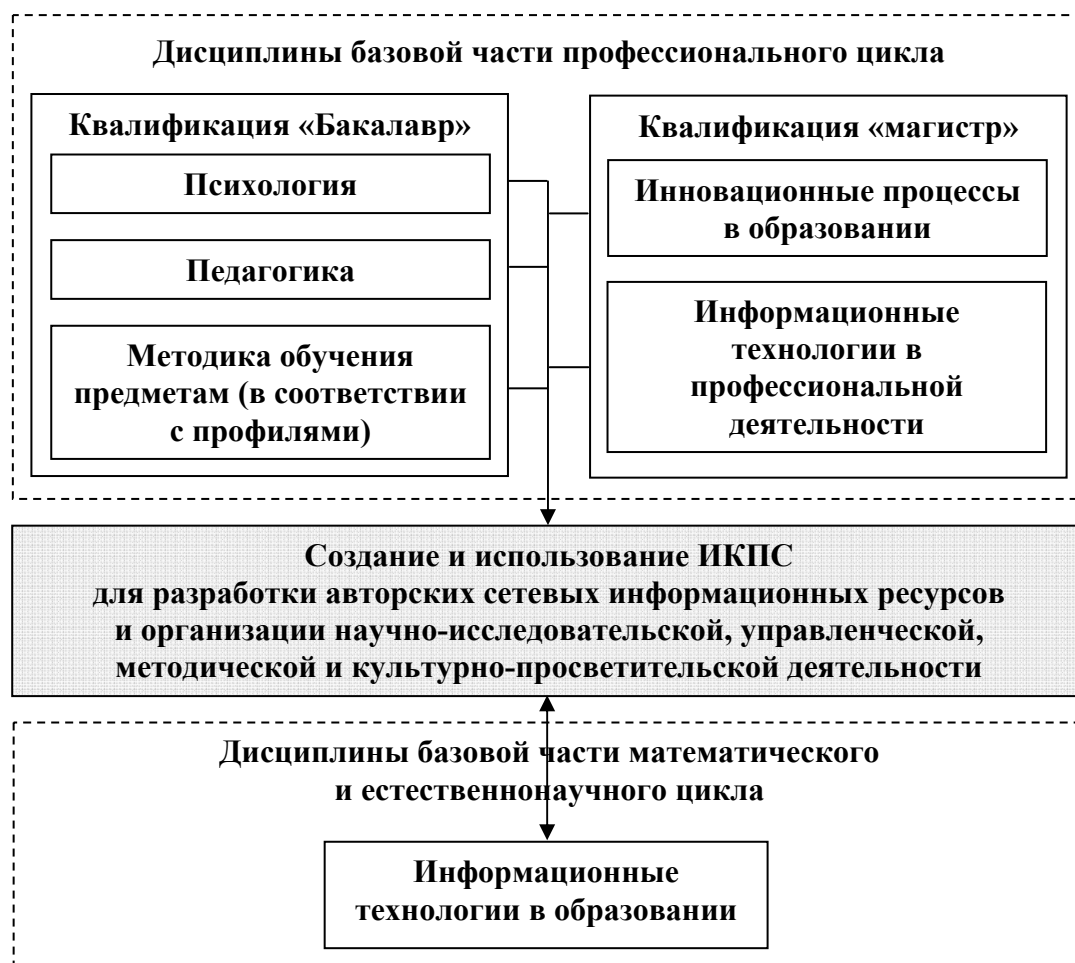 Дисциплины базовой части профессионального цикла
Квалификация «Бакалавр»
Психология
Педагогика
Методика обучения
предметам (в соответствии
с профилями)
Квалификация «магистр»
Инновационные процессы
в образовании
Информационные
технологии в
профессиональной
деятельности
Создание и использование ИКПС
для разработки авторских сетевых информационных ресурсов
и организации научно-исследовательской, управленческой,
методической и культурно-просветительской деятельности
Дисциплины базовой части математического
и естественнонаучного цикла
Информационные
технологии в образовании